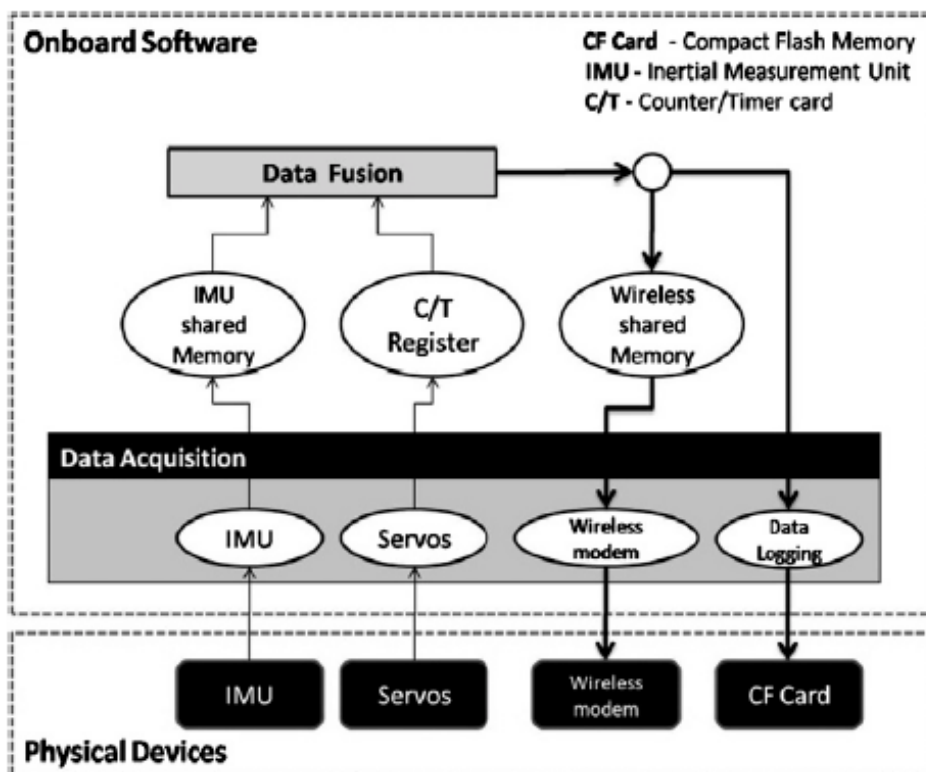 Onboard Software
CF Card - Compact Flash Memory
IMU - Inertial Measurement Unit
C/T - Counter/Timer card
Data Fusion
IMU
shared
Memory
C/T
Register
Wireless
shared
Memory
Data Acquisition
IMU
Servos
Wireless
modem
Data
Logging
IMU
Servos
Wireless
modem
CF Card
Physical Devices